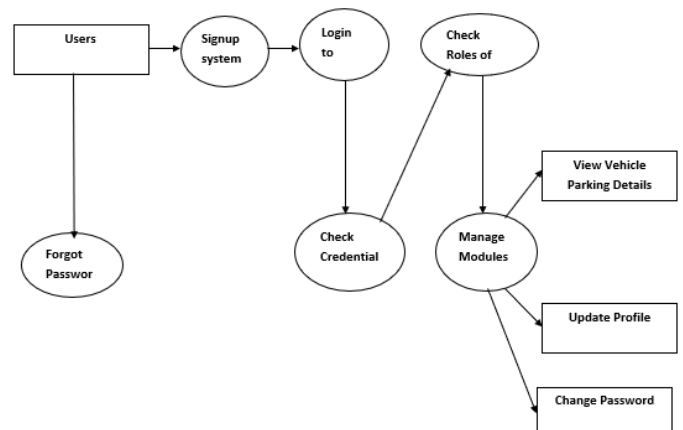 Users
Signup
system
Login
to
Check
Roles of
View Vehicle
Parking Details
Forgot
Passwor
Check
Credential
Manage
Modules
Update Profile
Change Password